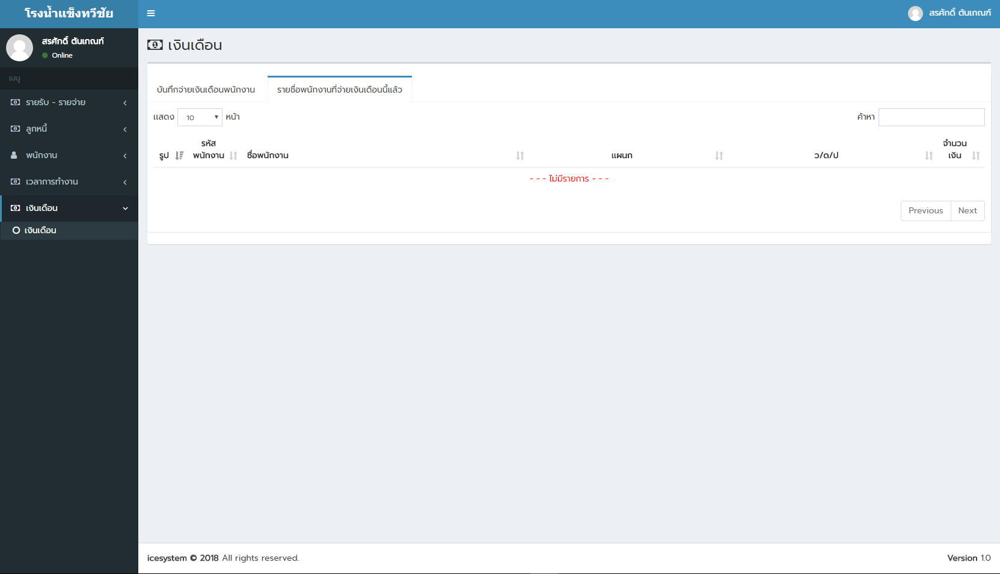 โรงน้ำแข็งทวีชัย
สรศักดิ์ ต้นเกณฑ์
สรศักดิ์ ต้นเกณฑ์
Online
เมนู
รายรับ - รายจ่าย
ลูกหนี้
พนักงาน
เวลาการทำงาน
เงินเดือน
เงินเดือน
เงินเดือน
บันทึกจ่ายเงินเดือนพนักงาน
รายชื่อพนักงานที่จ่ายเงินเดือนนี้แล้ว
แสดง 10 หน้า
ค้าหา
รูป
รหัส
พนักงาน
ชื่อพนักงาน
แผนก
ว/ด/ป
จำนวน
เงิน
- - - ไม่มีรายการ - - -
Previous
Next
icesystem © 2018 All rights reserved.
Version 1.0